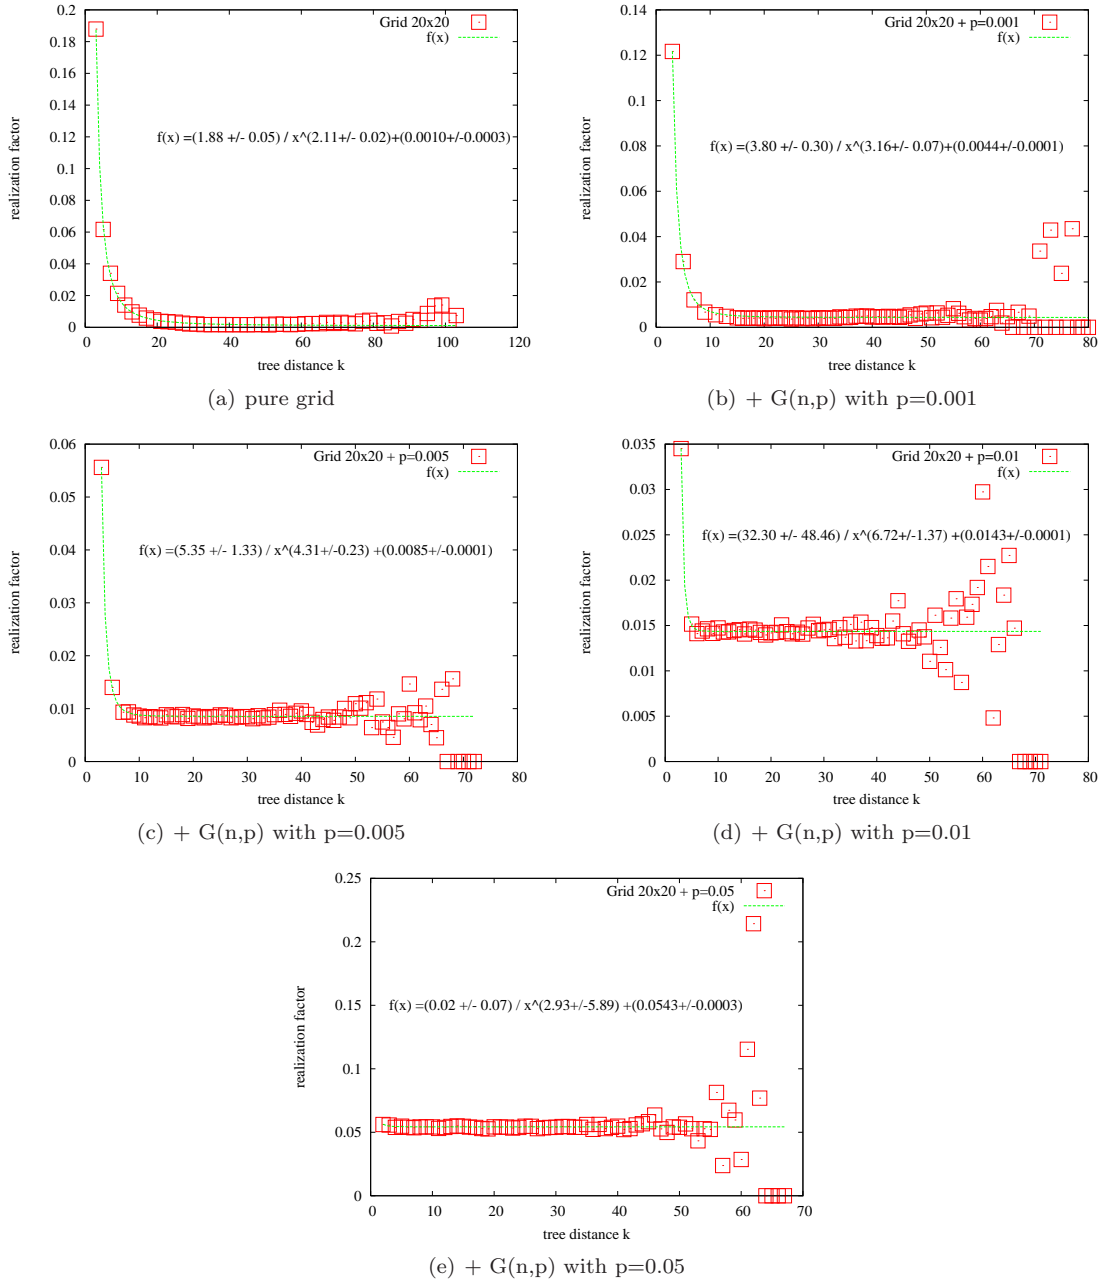 0.2
0.18
0.16
0.14
0.12
0.1
0.08
0.06
0.04
0.02
0
realization factor
Grid 20x20
f(x)
f(x) =(1.88 +/- 0.05) / x^(2.11+/- 0.02)+(0.0010+/-0.0003)
0 20 40 60 80 100 120
tree distance k
(a) pure grid
0.14
0.12
0.1
0.08
0.06
0.04
0.02
0
realization factor
Grid 20x20 + p=0.001
f(x)
f(x) =(3.80 +/- 0.30) / x^(3.16+/- 0.07)+(0.0044+/-0.0001)
0 10 20 30 40 50 60 70 80
tree distance k
(b) + G(n,p) with p=0.001
0.06
0.05
0.04
0.03
0.02
0.01
0
realization factor
Grid 20x20 + p=0.005
f(x)
f(x) =(5.35 +/- 1.33) / x^(4.31+/-0.23) +(0.0085+/-0.0001)
0 10 20 30 40 50 60 70 80
tree distance k
(c) + G(n,p) with p=0.005
0.035
0.03
0.025
0.02
0.015
0.01
0.005
0
realization factor
Grid 20x20 + p=0.01
f(x)
f(x) =(32.30 +/- 48.46) / x^(6.72+/-1.37) +(0.0143+/-0.0001)
0 10 20 30 40 50 60 70 80
tree distance k
(d) + G(n,p) with p=0.01
0.25
0.2
0.15
0.1
0.05
0
realization factor
Grid 20x20 + p=0.05
f(x)
f(x) =(0.02 +/- 0.07) / x^(2.93+/-5.89) +(0.0543+/-0.0003)
0 10 20 30 40 50 60 70
tree distance k
(e) + G(n,p) with p=0.05